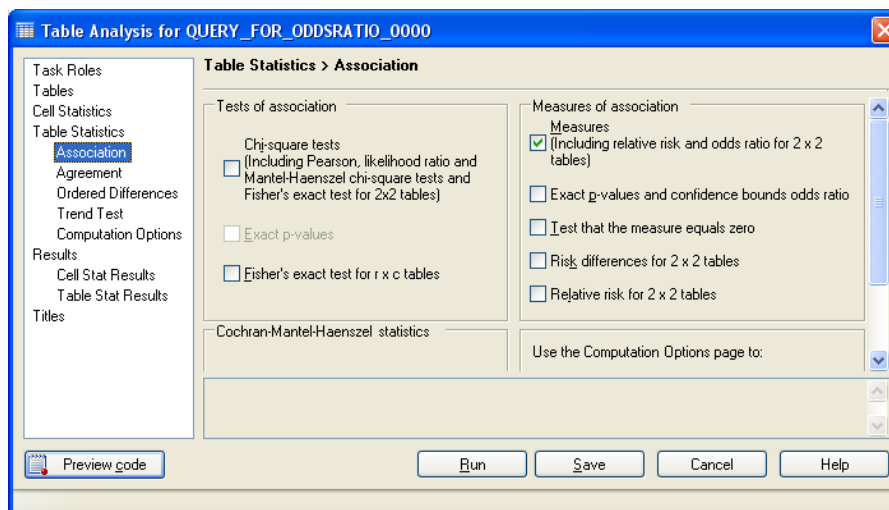 Table Analysis for QUERY_FOR_ODDSRATIO_0000
Task Roles
Tables
Cell Statistics
Table Statistics
Association
Agreement
Ordered Differences
Trend Test
Computation Options
Results
Cell Stat Results
Table Stat Results
Titles
Table Statistics > Association
Tests of association
Chi-square tests
(Including Pearson, likelihood ratio and
Mantel-Haenszel chi-square tests and
Fisher's exact test for 2x2 tables)
Exact p-values
Fisher's exact test for r x c tables
Cochran-Mantel-Haenszel statistics
Measures of association
Measures
(Including relative risk and odds ratio for 2 x 2
tables)
Exact p-values and confidence bounds odds ratio
Test that the measure equals zero
Risk differences for 2 x 2 tables
Relative risk for 2 x 2 tables
Use the Computation Options page to:
Preview code
Run
Save
Cancel
Help